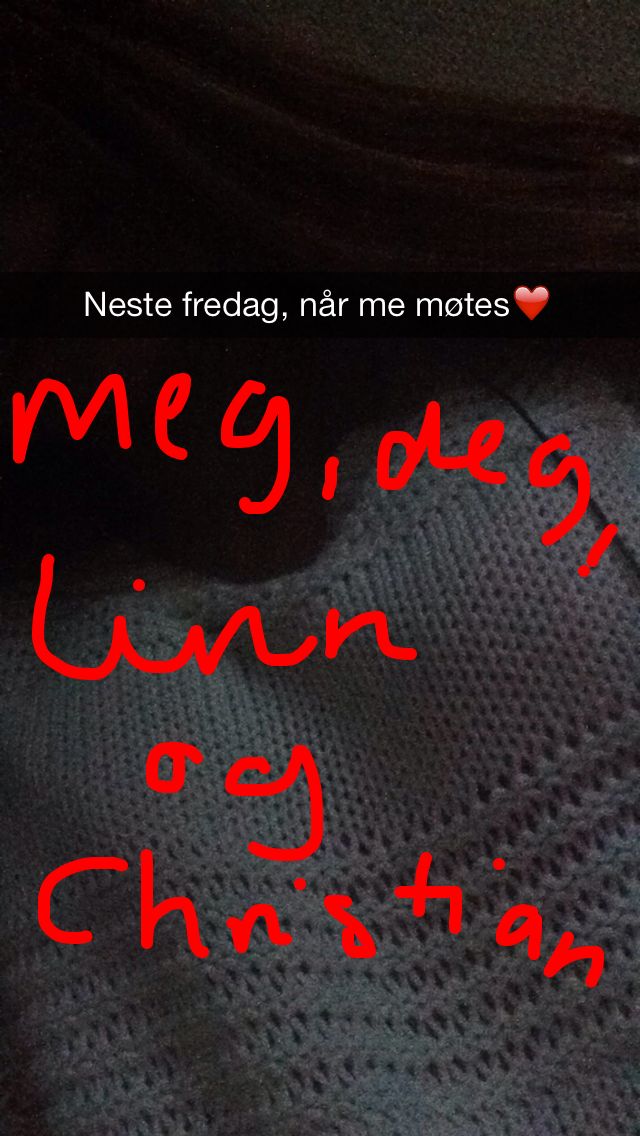 Neste fredag, når me møtes❤️
meg, deg,
Linn
og
Christian